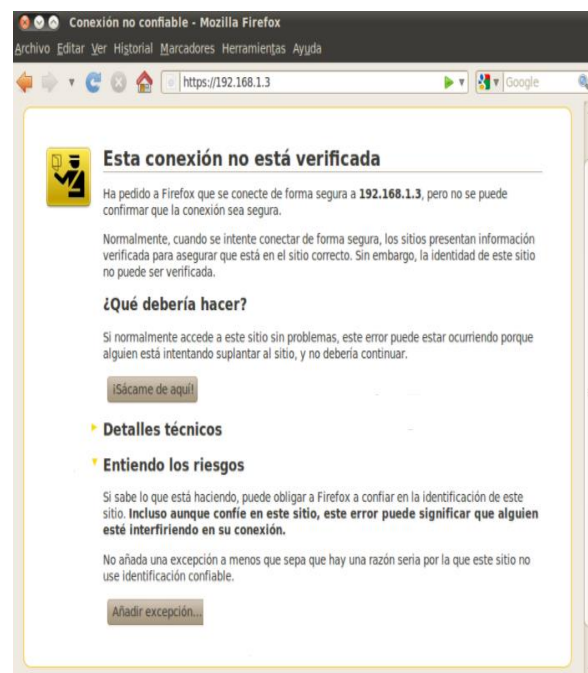 Conexión no confiable - Mozilla Firefox
Archivo Editar Ver Historial Marcadores Herramientas Ayuda
https://192.168.1.3 Google
Esta conexión no está verificada
Ha pedido a Firefox que se conecte de forma segura a 192.168.1.3, pero no se puede
confirmar que la conexión sea segura.
Normalmente, cuando se intente conectar de forma segura, los sitios presentan información
verificada para asegurar que está en el sitio correcto. Sin embargo, la identidad de este sitio
no puede ser verificada.
¿Qué debería hacer?
Si normalmente accede a este sitio sin problemas, este error puede estar ocurriendo porque
alguien está intentando suplantar al sitio, y no debería continuar.
¡Sácame de aquí!
Detalles técnicos
Entiendo los riesgos
Si sabe lo que está haciendo, puede obligar a Firefox a confiar en la identificación de este
sitio. Incluso aunque confíe en este sitio, este error puede significar que alguien
esté interfiriendo en su conexión.
No añada una excepción a menos que sepa que hay una razón seria por la que este sitio no
use identificación confiable.
Añadir excepción...